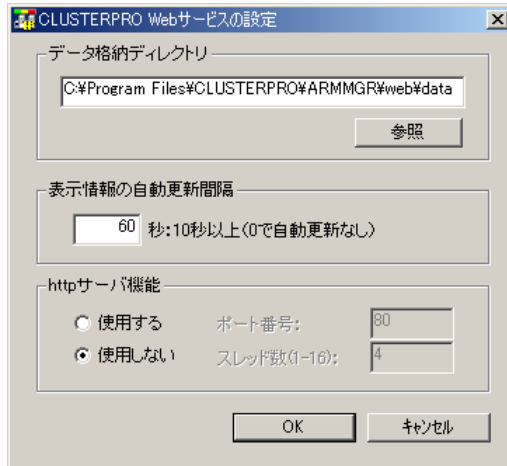 CLUSTERPRO Webサービスの設定
データ格納ディレクトリ
C:¥Program Files¥CLUSTERPRO¥ARMMGR¥web¥data
参照
表示情報の自動更新間隔
60 秒:10秒以上(0で自動更新なし)
httpサーバ機能
使用する ポート番号: 80
使用しない スレッド数(1-16): 4
OK キャンセル